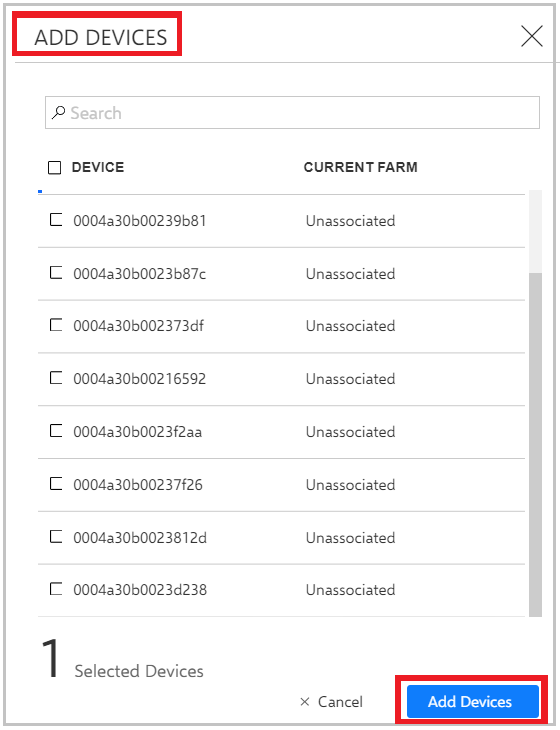 ADD DEVICES
Search
DEVICE CURRENT FARM
0004a30b00239b81 Unassociated
0004a30b0023b87c Unassociated
0004a30b002373df Unassociated
0004a30b00216592 Unassociated
0004a30b0023f2aa Unassociated
0004a30b00237f26 Unassociated
0004a30b0023812d Unassociated
0004a30b0023d238 Unassociated
1 Selected Devices
× Cancel Add Devices